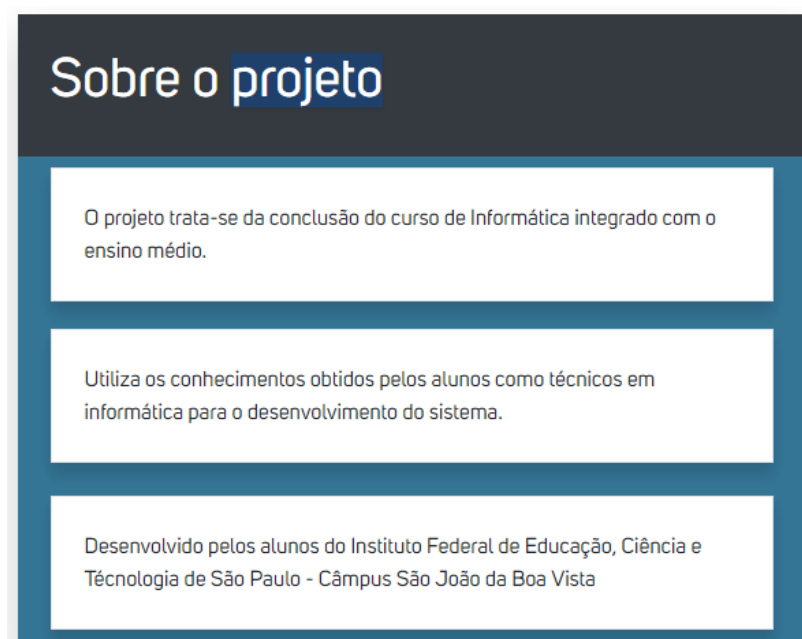 Sobre o projeto
O projeto trata-se da conclusão do curso de Informática integrado com o
ensino médio.
Utiliza os conhecimentos obtidos pelos alunos como técnicos em
informática para o desenvolvimento do sistema.
Desenvolvido pelos alunos do Instituto Federal de Educação, Ciência e
Técnologia de São Paulo - Câmpus São João da Boa Vista